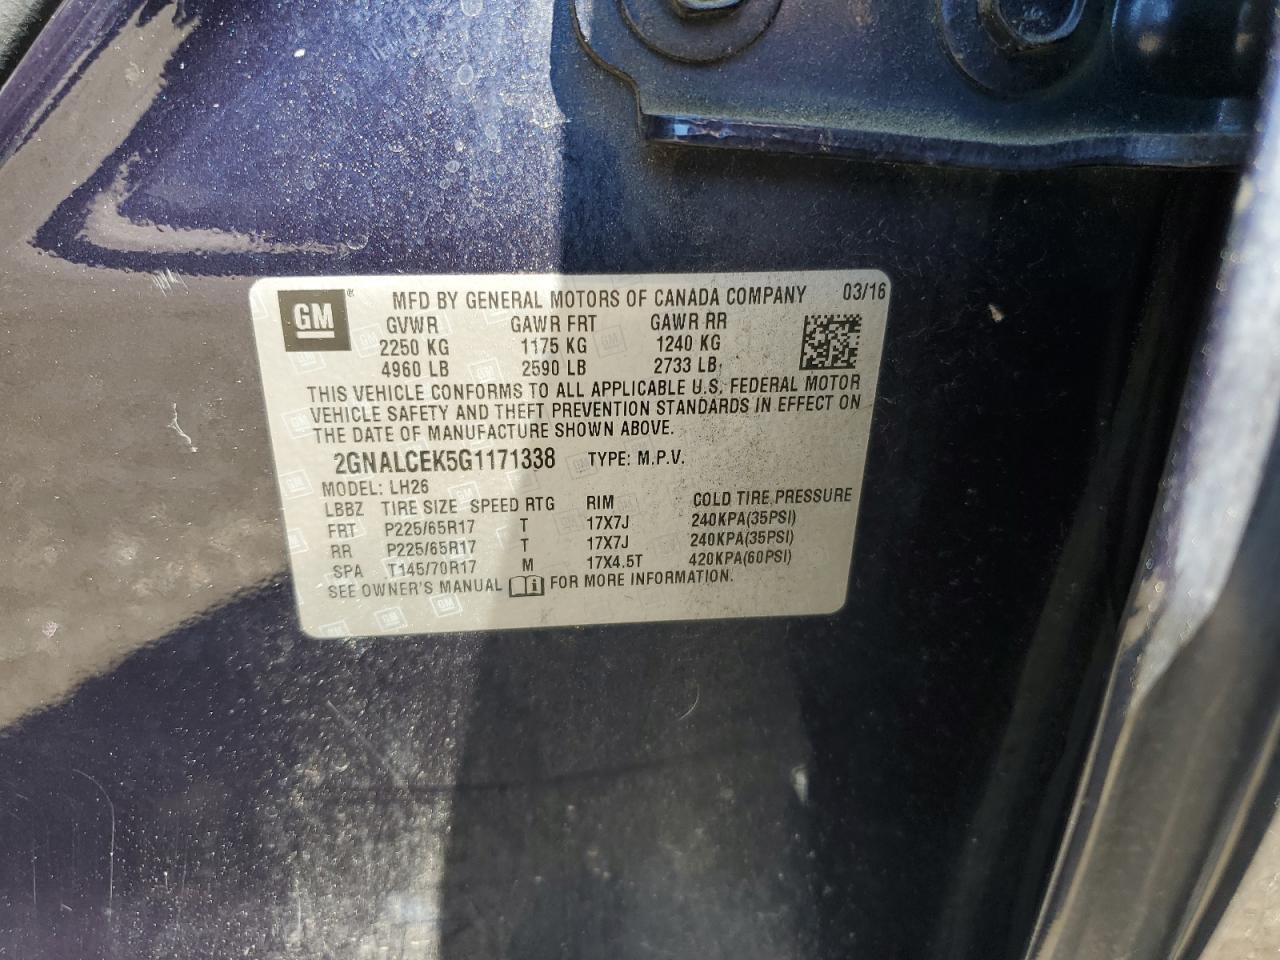 GM ® MFD BY GENERAL MOTORS OF CANADA COMPANY 03/16
GVWR GAWR FRT GAWR RR
2250 KG 1175 KG 1240 KG
4960 LB 2590 LB 2733 LB
THIS VEHICLE CONFORMS TO ALL APPLICABLE U.S. FEDERAL MOTOR
VEHICLE SAFETY AND THEFT PREVENTION STANDARDS IN EFFECT ON
THE DATE OF MANUFACTURE SHOWN ABOVE.
2GNALCEK5G1171338 TYPE: M.P.V.
MODEL: LH26
LBBZ TIRE SIZE SPEED RTG RIM COLD TIRE PRESSURE
FRT P225/65R17 T 17X7J 240KPA(35PSI)
RR P225/65R17 T 17X7J 240KPA(35PSI)
SPA T145/70R17 M 17X4.5T 420KPA(60PSI)
SEE OWNER'S MANUAL FOR MORE INFORMATION.